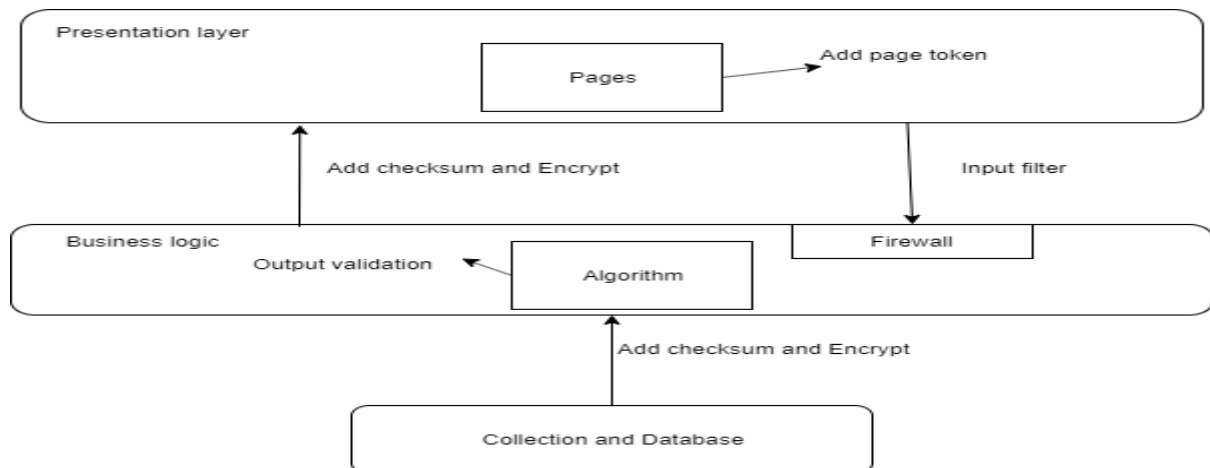 Presentation layer
Add page token
Pages
Add checksum and Encrypt
Input filter
Business logic
Firewall
Output validation
Algorithm
Add checksum and Encrypt
Collection and Database